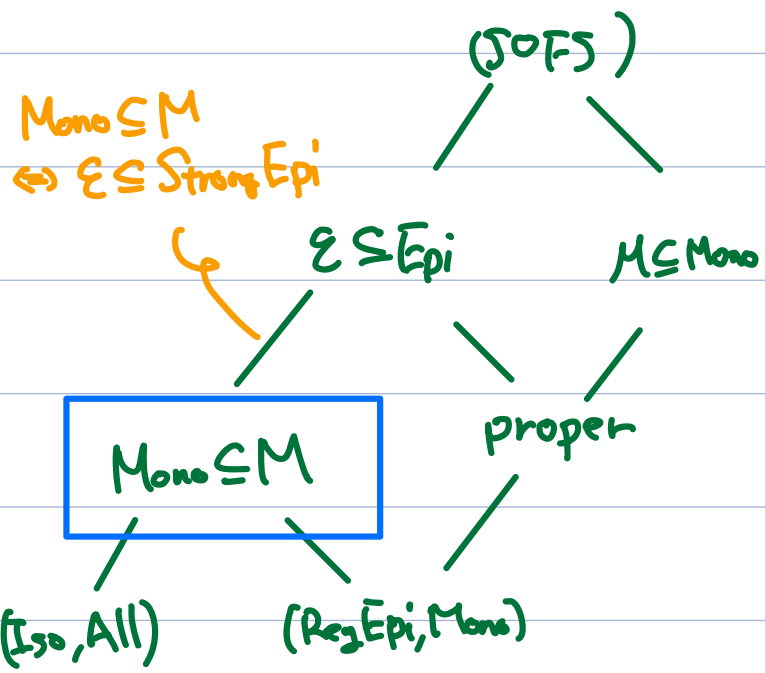 (SOFS)
Mono ⊆ M
↔ ℰ ⊆ StrongEpi
ℰ ⊆ Epi
M ⊆ Mono
proper
Mono ⊆ M
(Iso, All)
(RegEpi, Mono)